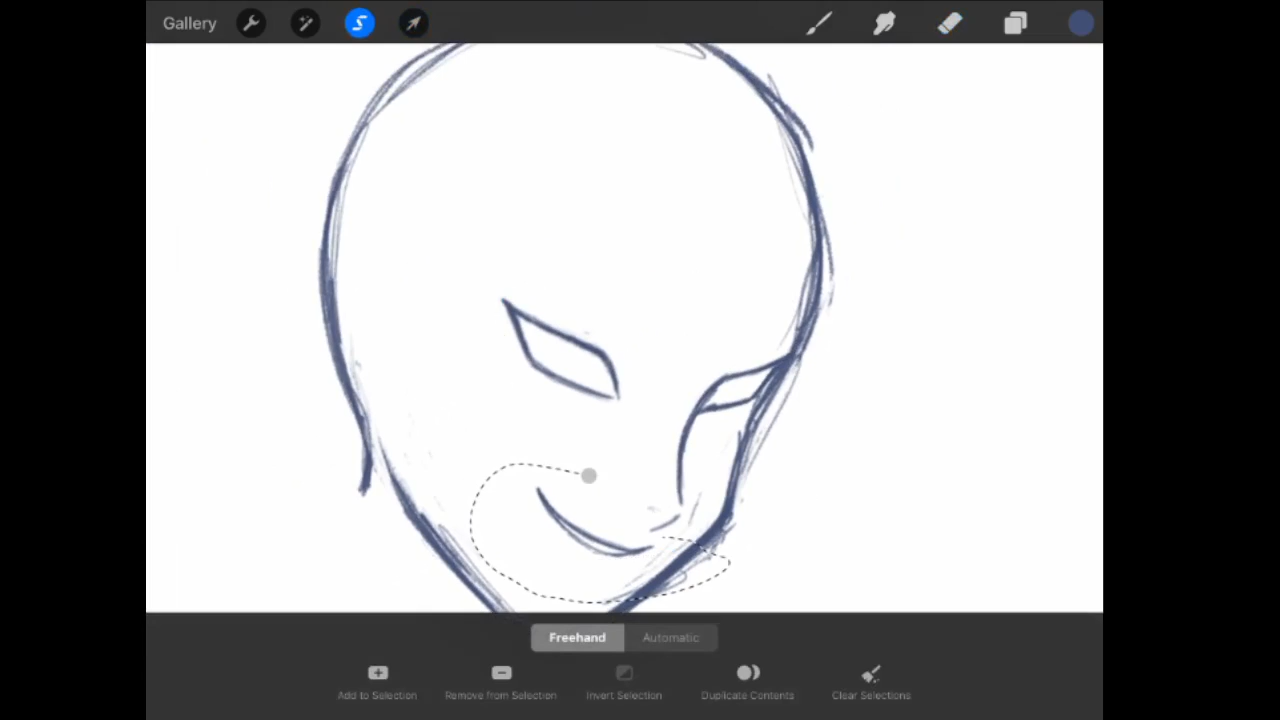 Gallery
Freehand Automatic
Add to Selection Remove from Selection Invert Selection Duplicate Contents Clear Selections